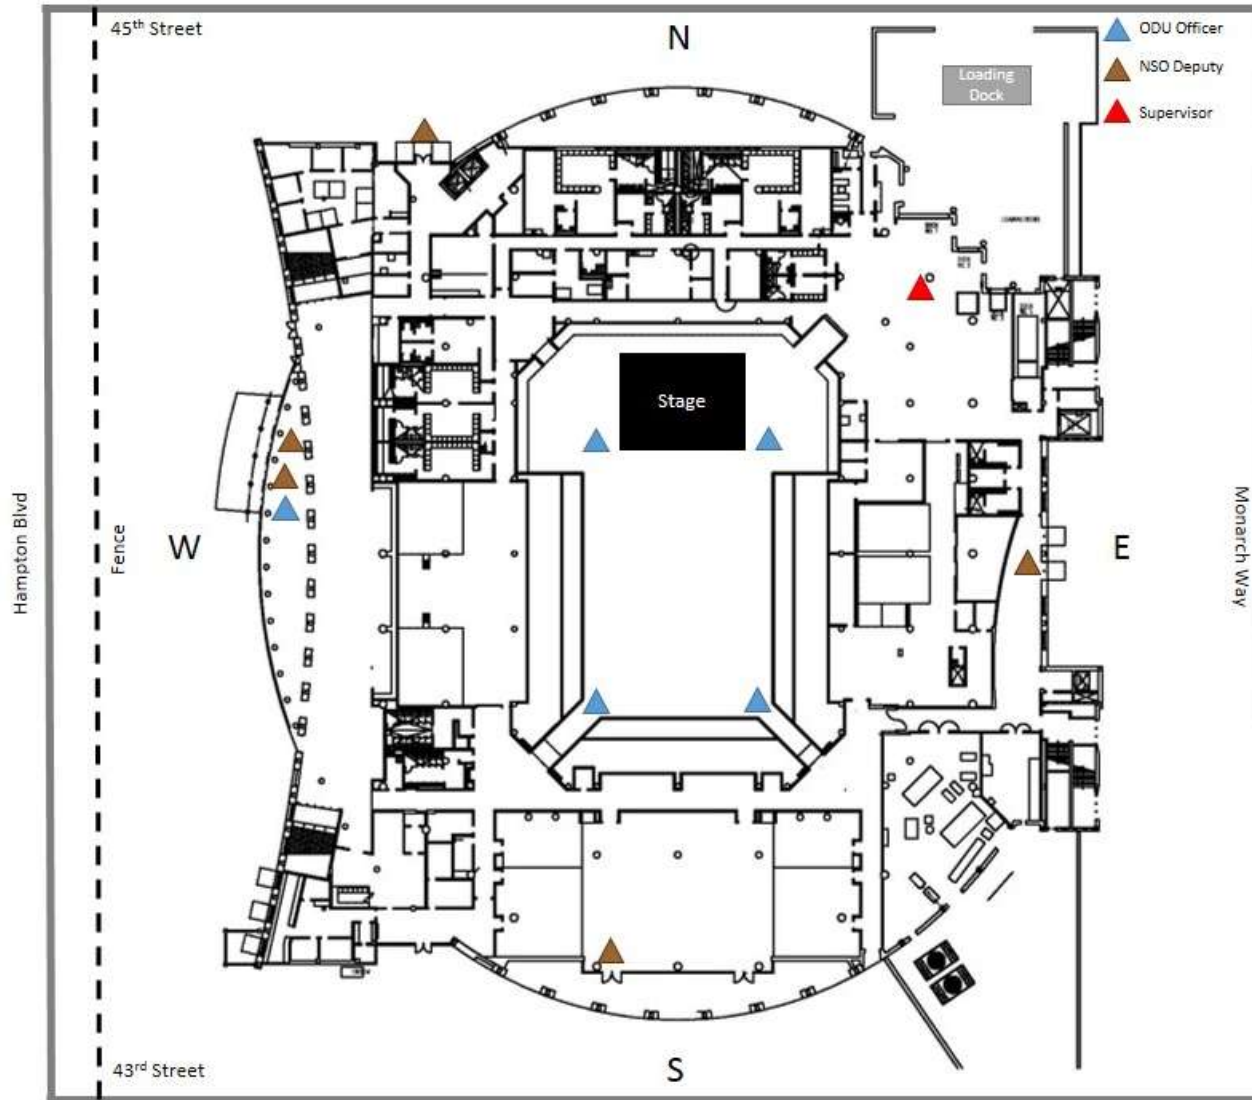 45th Street
N
ODU Officer
NSO Deputy
Supervisor
Loading
Dock
Stage
Hampton Blvd
Fence
W
E
Monarch Way
43rd Street
S